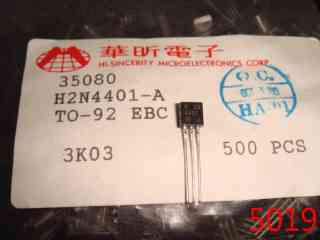 華昕電子
HI-SINCERITY MICROELECTRONICS CORP.
35080
H2N4401-A
TO-92 EBC
3K03
500 PCS
Q.C.
5019